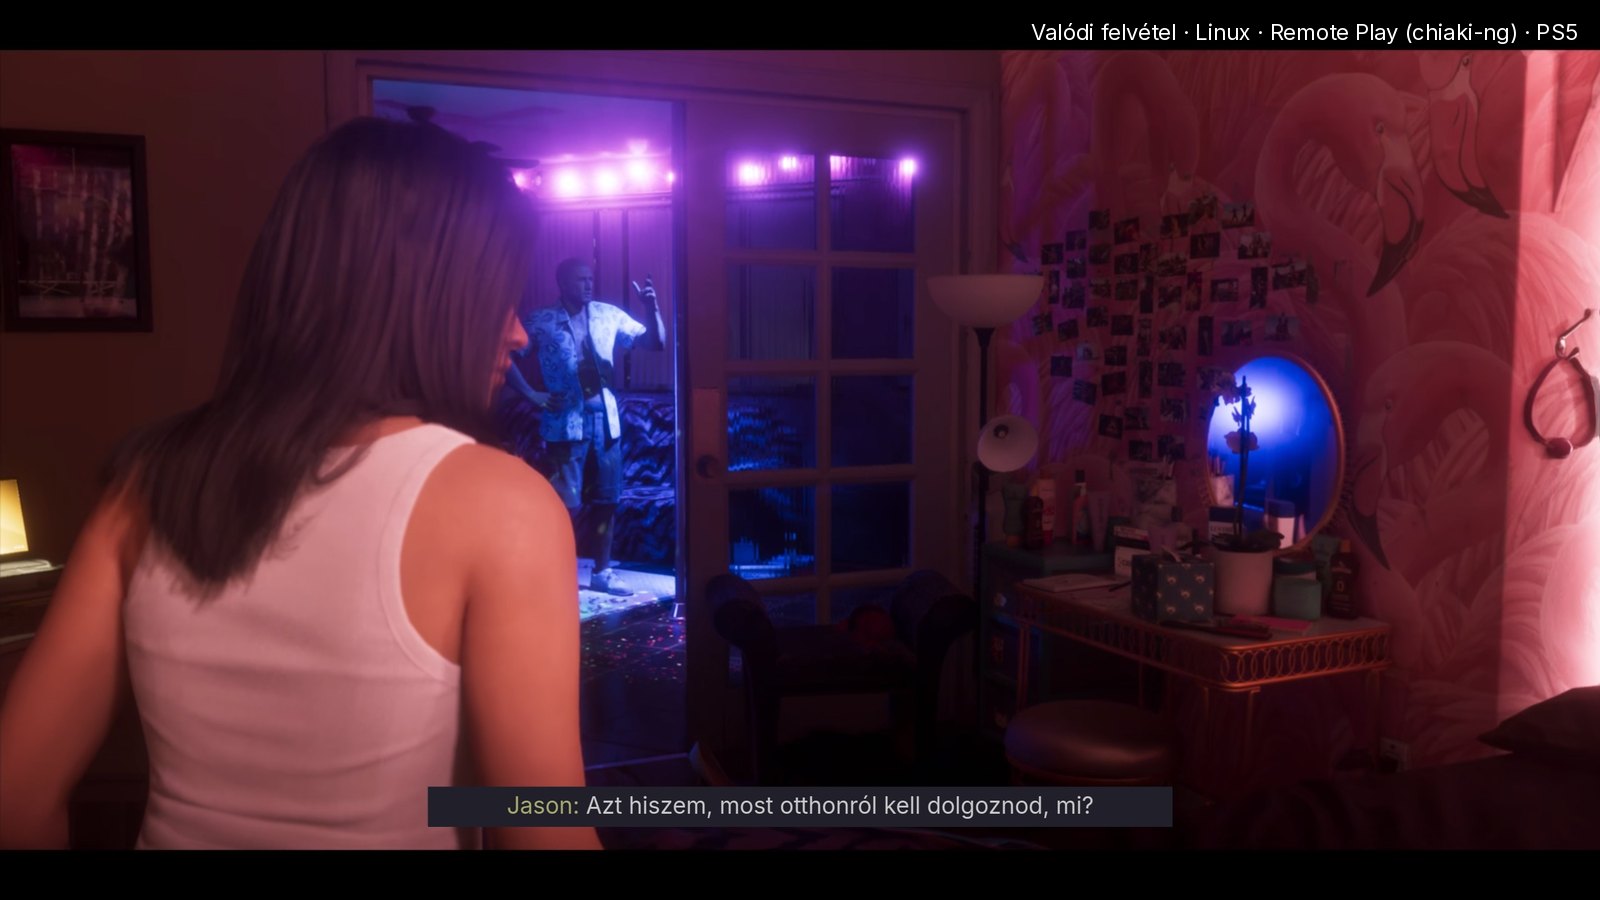 Valódi felvétel · Linux · Remote Play (chiaki-ng) · PS5
Jason: Azt hiszem, most otthonról kell dolgoznod, mi?